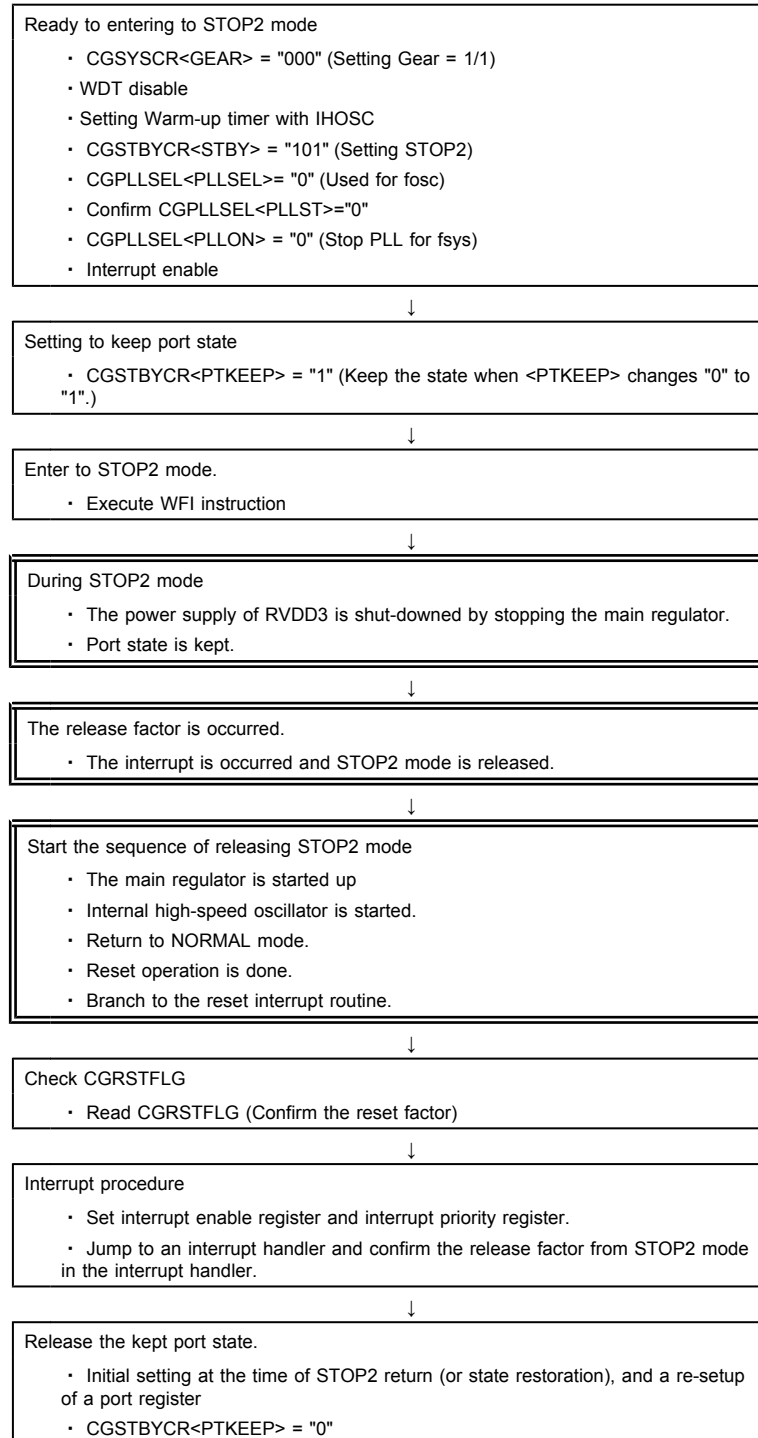 Ready to entering to STOP2 mode
・ CGSYSCR<GEAR> = "000" (Setting Gear = 1/1)
・WDT disable
・Setting Warm-up timer with IHOSC
・ CGSTBYCR<STBY> = "101" (Setting STOP2)
・ CGPLLSEL<PLLSEL>= "0" (Used for fosc)
・ Confirm CGPLLSEL<PLLST>="0"
・ CGPLLSEL<PLLON> = "0" (Stop PLL for fsys)
・ Interrupt enable
↓
Setting to keep port state
・ CGSTBYCR<PTKEEP> = "1" (Keep the state when <PTKEEP> changes "0" to
"1".)
↓
Enter to STOP2 mode.
・ Execute WFI instruction
↓
During STOP2 mode
・ The power supply of RVDD3 is shut-downed by stopping the main regulator.
・ Port state is kept.
↓
The release factor is occurred.
・ The interrupt is occurred and STOP2 mode is released.
↓
Start the sequence of releasing STOP2 mode
・ The main regulator is started up
・ Internal high-speed oscillator is started.
・ Return to NORMAL mode.
・ Reset operation is done.
・ Branch to the reset interrupt routine.
↓
Check CGRSTFLG
・ Read CGRSTFLG (Confirm the reset factor)
↓
Interrupt procedure
・ Set interrupt enable register and interrupt priority register.
・ Jump to an interrupt handler and confirm the release factor from STOP2 mode
in the interrupt handler.
↓
Release the kept port state.
・ Initial setting at the time of STOP2 return (or state restoration), and a re-setup
of a port register
・ CGSTBYCR<PTKEEP> = "0"